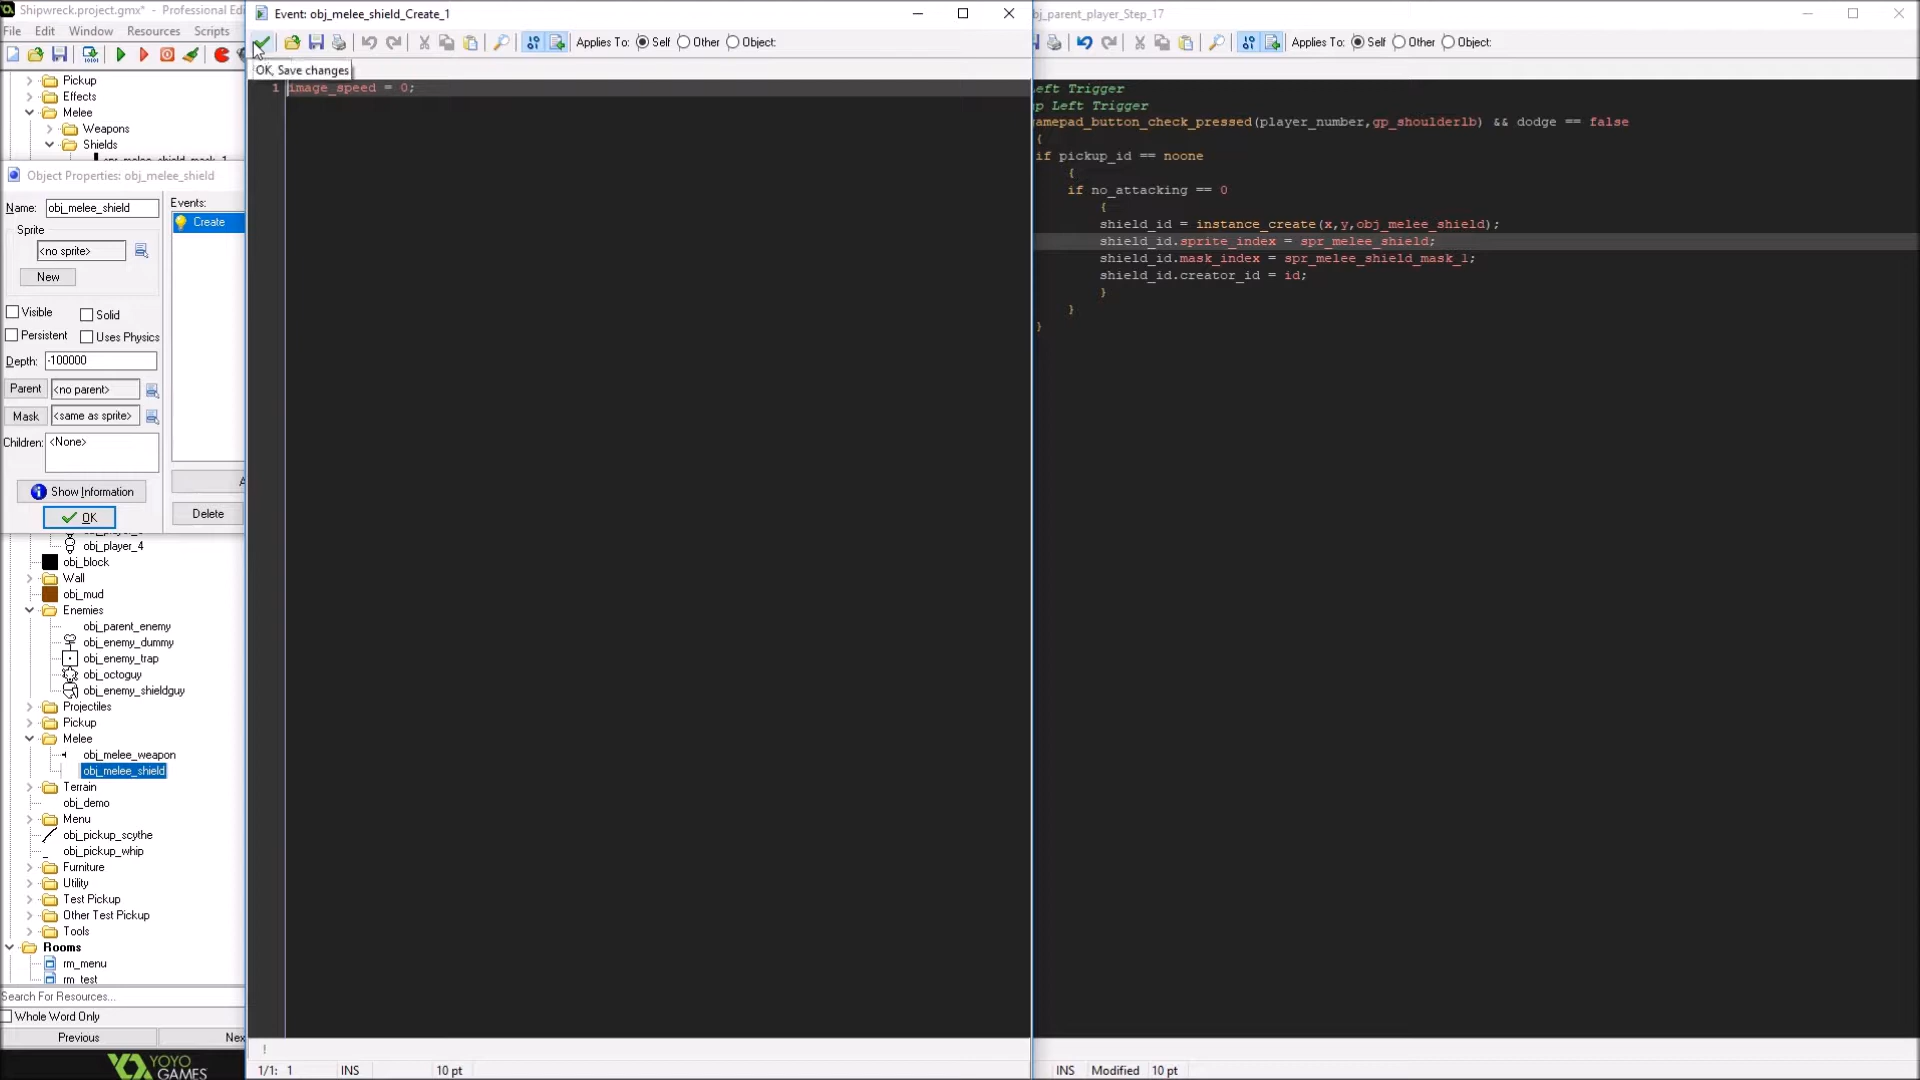 Shipwreck.project.gmx* - Professional Edi
File Edit Window Resources Scripts
Pickup
Effects
Melee
Weapons
Shields
spr_melee_shield_mask_1
Object Properties: obj_melee_shield
Name: obj_melee_shield
Events:
Create
Sprite
<no sprite>
New
Visible Solid
Persistent Uses Physics
Depth: -100000
Parent <no parent>
Mask <same as sprite>
Children: <None>
Show Information
OK
Delete
obj_player_4
obj_block
Wall
obj_mud
Enemies
obj_parent_enemy
obj_enemy_dummy
obj_enemy_trap
obj_octoguy
obj_enemy_shieldguy
Projectiles
Pickup
Melee
obj_melee_weapon
obj_melee_shield
Terrain
obj_demo
Menu
obj_pickup_scythe
obj_pickup_whip
Furniture
Utility
Test Pickup
Other Test Pickup
Tools
Rooms
rm_menu
rm_test
Search For Resources...
Whole Word Only
Previous Nex
YOYO
GAMES
Event: obj_melee_shield_Create_1
Applies To: Self Other Object:
OK, Save changes
1 image_speed = 0;
1/1: 1 INS 10 pt
bj_parent_player_Step_17
Applies To: Self Other Object:
eft Trigger
p Left Trigger
amepad_button_check_pressed(player_number,gp_shoulderlb) && dodge == false
{
if pickup_id == noone
{
if no_attacking == 0
{
shield_id = instance_create(x,y,obj_melee_shield);
shield_id.sprite_index = spr_melee_shield;
shield_id.mask_index = spr_melee_shield_mask_1;
shield_id.creator_id = id;
}
}
}
INS Modified 10 pt